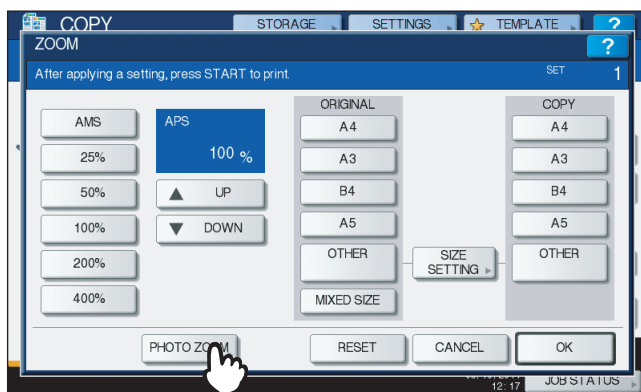 COPY
STORAGE
SETTINGS
TEMPLATE
?
ZOOM
?
After applying a setting, press START to print.
SET 1
ORIGINAL
COPY
AMS
APS
A4
A4
25%
100 %
A3
A3
50%
UP
B4
B4
100%
DOWN
A5
A5
200%
OTHER
SIZE
SETTING
OTHER
400%
MIXED SIZE
PHOTO ZOOM
RESET
CANCEL
OK
12:17
JOB STATUS